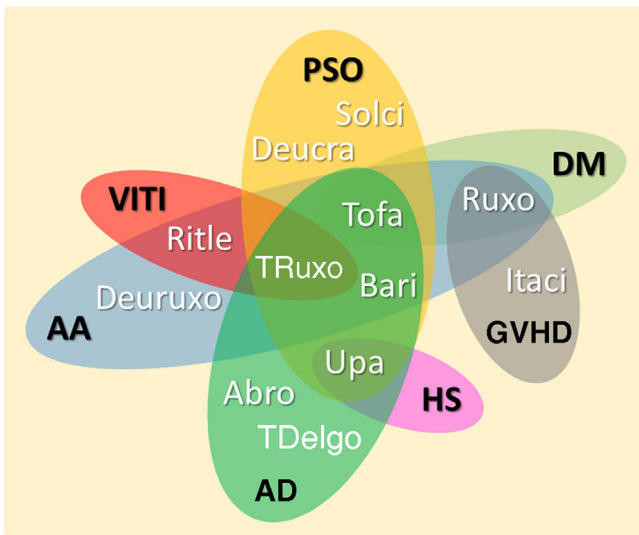 PSO
Solci
Deucra
DM
VITI
Tofa
Ruxo
Ritle
TRuxo
Bari
Itaci
Deuruxo
AA
GVHD
Upa
Abro
HS
TDelgo
AD